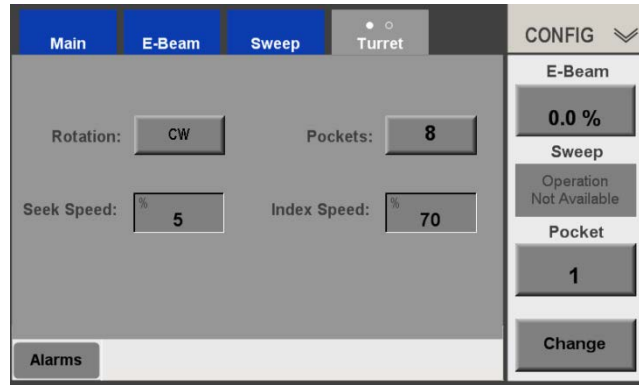 Main
E-Beam
Sweep
Turret
CONFIG
Rotation:
CW
Pockets:
8
Seek Speed:
%
5
Index Speed:
%
70
E-Beam
0.0 %
Sweep
Operation
Not Available
Pocket
1
Change
Alarms